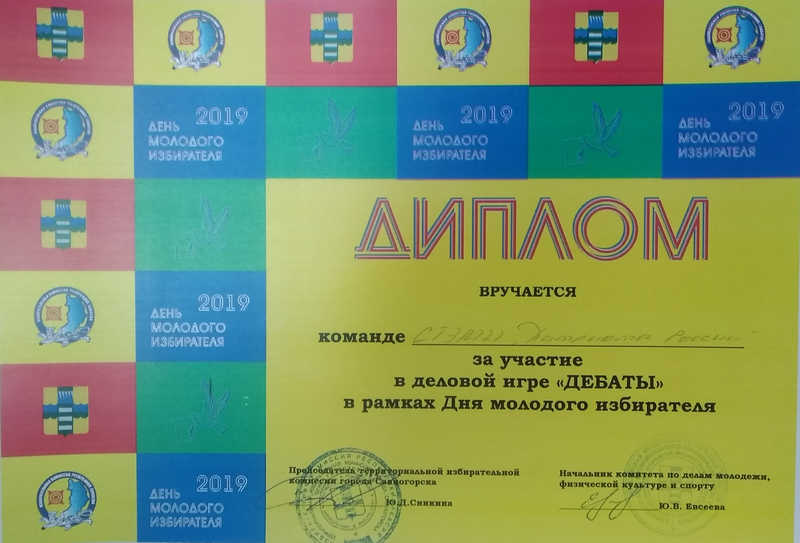 2019
ДЕНЬ
МОЛОДОГО
ИЗБИРАТЕЛЯ
2019
ДЕНЬ
МОЛОДОГО
ИЗБИРАТЕЛЯ
2019
ДЕНЬ
МОЛОДОГО
ИЗБИРАТЕЛЯ
2019
ДЕНЬ
МОЛОДОГО
ИЗБИРАТЕЛЯ
2019
ДЕНЬ
МОЛОДОГО
ИЗБИРАТЕЛЯ
ДИПЛОМ
ВРУЧАЕТСЯ
команде России
за участие
в деловой игре «ДЕБАТЫ»
в рамках Дня молодого избирателя
Председатель территориальной избирательной
комиссии города Саяногорска
Ю.Д.Синкина
Начальник комитета по делам молодежи,
физической культуре и спорту
Ю.В. Евсеева